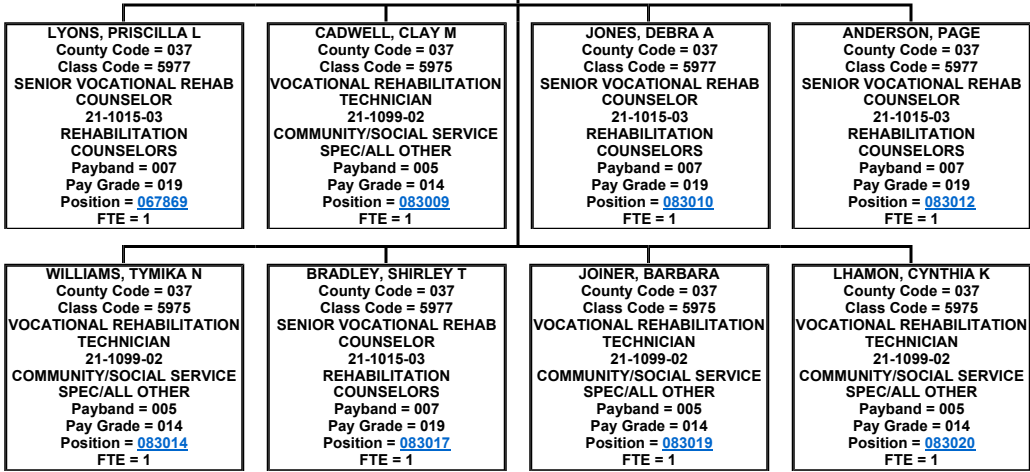 LYONS, PRISCILLA L
County Code = 037
Class Code = 5977
SENIOR VOCATIONAL REHAB
COUNSELOR
21-1015-03
REHABILITATION
COUNSELORS
Payband = 007
Pay Grade = 019
Position = 067869
FTE = 1
CADWELL, CLAY M
County Code = 037
Class Code = 5975
VOCATIONAL REHABILITATION
TECHNICIAN
21-1099-02
COMMUNITY/SOCIAL SERVICE
SPEC/ALL OTHER
Payband = 005
Pay Grade = 014
Position = 083009
FTE = 1
JONES, DEBRA A
County Code = 037
Class Code = 5977
SENIOR VOCATIONAL REHAB
COUNSELOR
21-1015-03
REHABILITATION
COUNSELORS
Payband = 007
Pay Grade = 019
Position = 083010
FTE = 1
ANDERSON, PAGE
County Code = 037
Class Code = 5977
SENIOR VOCATIONAL REHAB
COUNSELOR
21-1015-03
REHABILITATION
COUNSELORS
Payband = 007
Pay Grade = 019
Position = 083012
FTE = 1
WILLIAMS, TYMIKA N
County Code = 037
Class Code = 5975
VOCATIONAL REHABILITATION
TECHNICIAN
21-1099-02
COMMUNITY/SOCIAL SERVICE
SPEC/ALL OTHER
Payband = 005
Pay Grade = 014
Position = 083014
FTE = 1
BRADLEY, SHIRLEY T
County Code = 037
Class Code = 5977
SENIOR VOCATIONAL REHAB
COUNSELOR
21-1015-03
REHABILITATION
COUNSELORS
Payband = 007
Pay Grade = 019
Position = 083017
FTE = 1
JOINER, BARBARA
County Code = 037
Class Code = 5975
VOCATIONAL REHABILITATION
TECHNICIAN
21-1099-02
COMMUNITY/SOCIAL SERVICE
SPEC/ALL OTHER
Payband = 005
Pay Grade = 014
Position = 083019
FTE = 1
LHAMON, CYNTHIA K
County Code = 037
Class Code = 5975
VOCATIONAL REHABILITATION
TECHNICIAN
21-1099-02
COMMUNITY/SOCIAL SERVICE
SPEC/ALL OTHER
Payband = 005
Pay Grade = 014
Position = 083020
FTE = 1